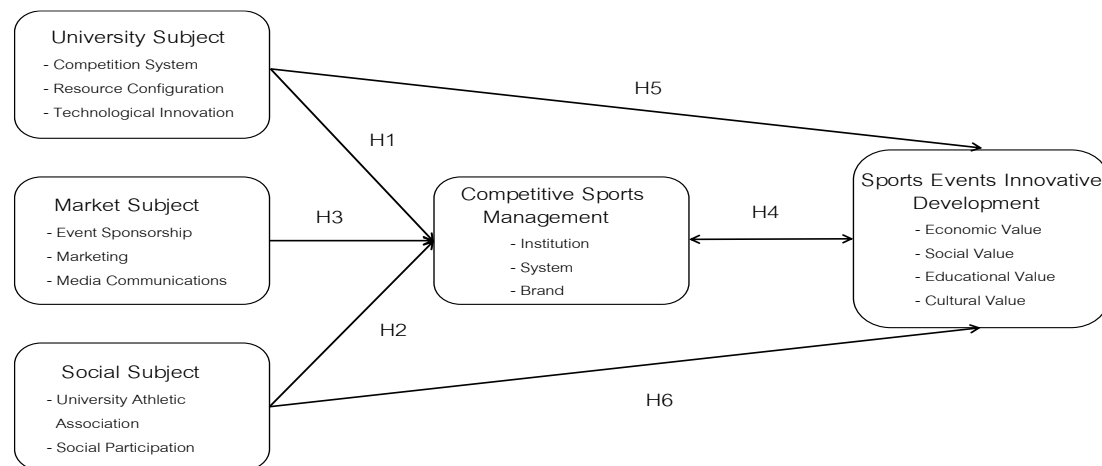 University Subject
- Competition System
- Resource Configuration
- Technological Innovation
H1
H5
Market Subject
- Event Sponsorship
- Marketing
- Media Communications
H3
Competitive Sports
Management
- Institution
- System
- Brand
H4
Sports Events Innovative
Development
- Economic Value
- Social Value
- Educational Value
- Cultural Value
H2
Social Subject
- University Athletic
Association
- Social Participation
H6